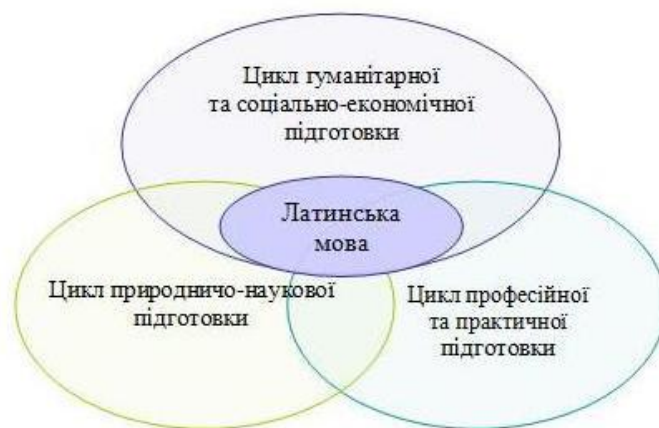 Цикл гуманітарної
та соціально-економічної
підготовки
Латинська
мова
Цикл природничо-наукової
підготовки
Цикл професійної
та практичної
підготовки